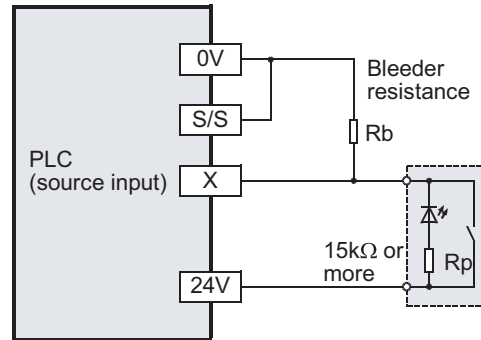 0V
S/S
PLC
(source input)
X
24V
Bleeder
resistance
Rb
15kΩ or
more
Rp